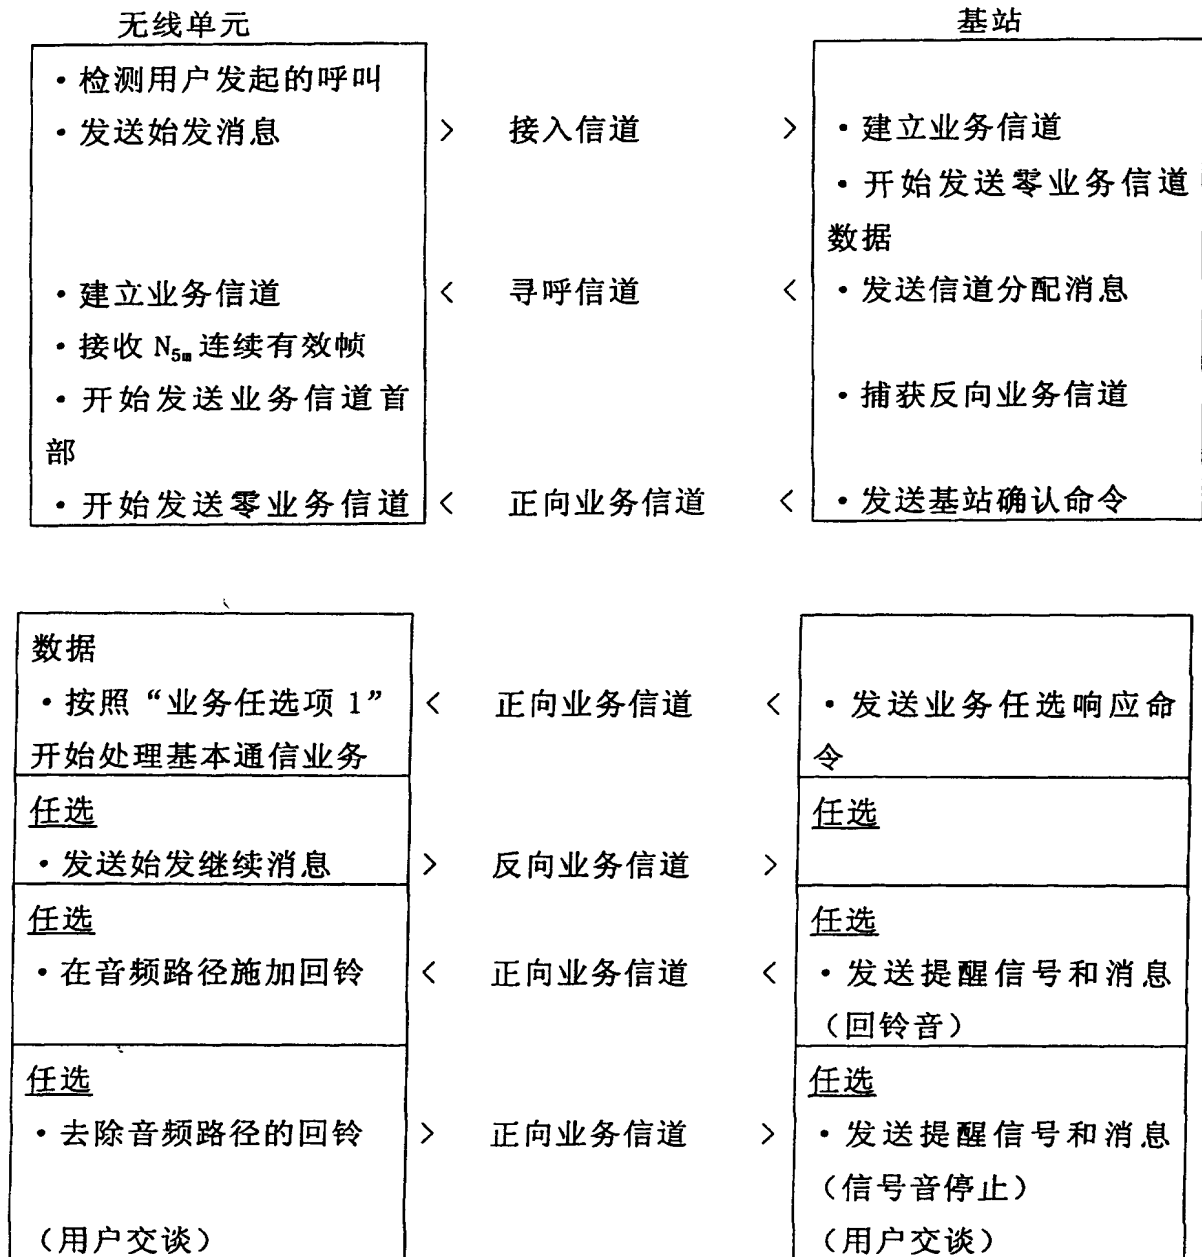 无线单元 基站
·检测用户发起的呼叫
·发送始发消息 > 接入信道 > ·建立业务信道
·开始发送零业务信道
数据
·建立业务信道 < 寻呼信道 < ·发送信道分配消息
·接收 N5m 连续有效帧
·开始发送业务信道首 ·捕获反向业务信道
部
·开始发送零业务信道 < 正向业务信道 < ·发送基站确认命令
数据
·按照“业务任选项 1” < 正向业务信道 < ·发送业务任选响应命
开始处理基本通信业务 令
任选 任选
·发送始发继续消息 > 反向业务信道 >
任选 任选
·在音频路径施加回铃 < 正向业务信道 < ·发送提醒信号和消息
（回铃音）
任选 任选
·去除音频路径的回铃 > 正向业务信道 > ·发送提醒信号和消息
（信号音停止）
（用户交谈） （用户交谈）